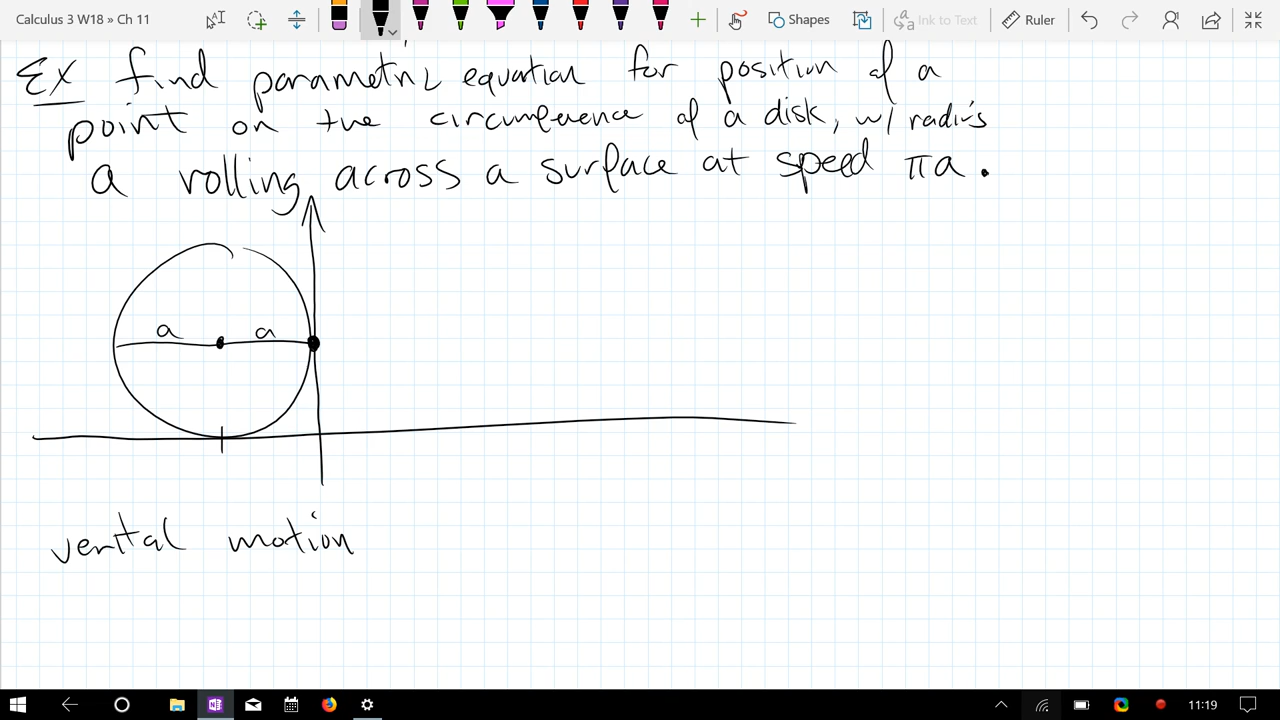 Calculus 3 W18 » Ch 11
Shapes
Ink to Text
Ruler
Ex find parametric equation for position of a
point on the circumference of a disk, w/ radius
a rolling across a surface at speed πa.
a a
vertical motion
11:19